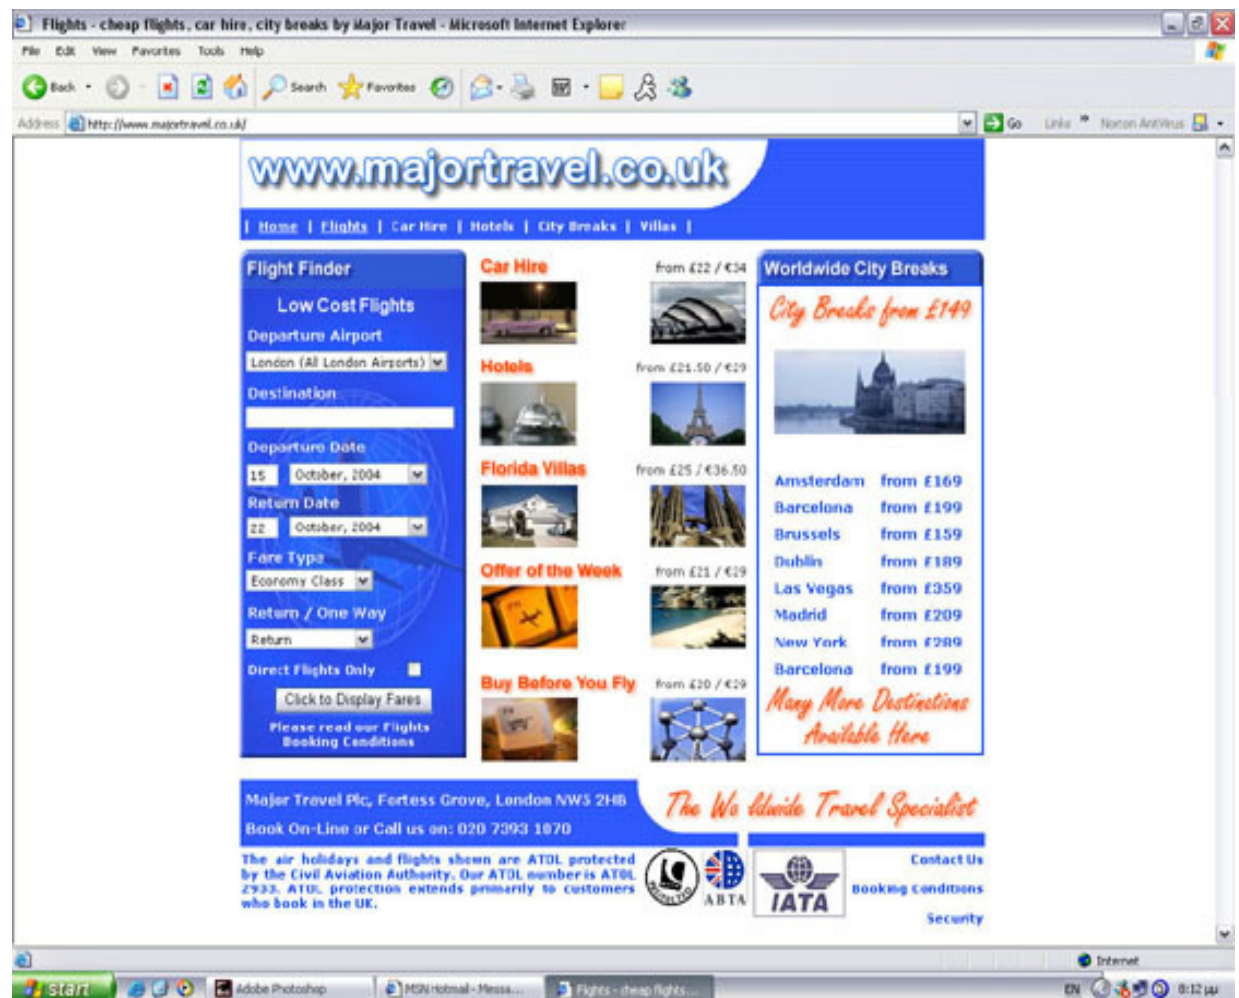 Flights - cheap flights, car hire, city breaks by Major Travel - Microsoft Internet Explorer
File Edit View Favorites Tools Help
Back Search Favorites
Address http://www.majortravel.co.uk/ Go Links » Norton AntiVirus
www.majortravel.co.uk
| Home | Flights | Car Hire | Hotels | City Breaks | Villas |
Flight Finder
Low Cost Flights
Departure Airport
London (All London Airports)
Destination
Departure Date
15 October, 2004
Return Date
22 October, 2004
Fare Type
Economy Class
Return / One Way
Return
Direct Flights Only
Click to Display Fares
Please read our Flights
Booking Conditions
Car Hire from £22 / €34
Hotels from £21.50 / €29
Florida Villas from £25 / €36.50
Offer of the Week from £21 / €29
Buy Before You Fly from £20 / €29
Worldwide City Breaks
City Breaks from £149
Amsterdam from £169
Barcelona from £199
Brussels from £159
Dublin from £189
Las Vegas from £359
Madrid from £209
New York from £289
Barcelona from £199
Many More Destinations
Available Here
Major Travel Plc, Fortess Grove, London NW5 2HB
Book On-Line or Call us on: 020 7393 1070
The Wo ldwide Travel Specialist
The air holidays and flights shown are ATOL protected
by the Civil Aviation Authority. Our ATOL number is ATOL
2933. ATOL protection extends primarily to customers
who book in the UK.
ABTA
IATA
Contact Us
Booking Conditions
Security
Internet
start Adobe Photoshop MSN Hotmail - Messa... Flights - cheap flights... EN 8:12 μμ